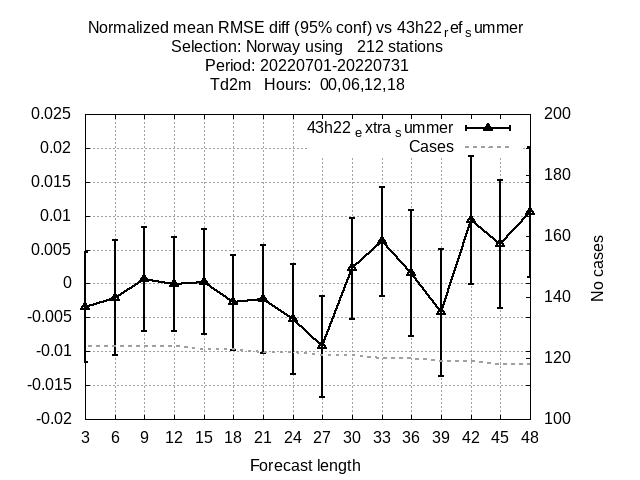 Normalized mean RMSE diff (95% conf) vs 43h22refsummer
Selection: Norway using 212 stations
Period: 20220701-20220731
Td2m Hours: 00,06,12,18
43h22extrasummer
Cases
0.025
0.02
0.015
0.01
0.005
0
-0.005
-0.01
-0.015
-0.02
200
180
160
140
120
100
No cases
3 6 9 12 15 18 21 24 27 30 33 36 39 42 45 48
Forecast length